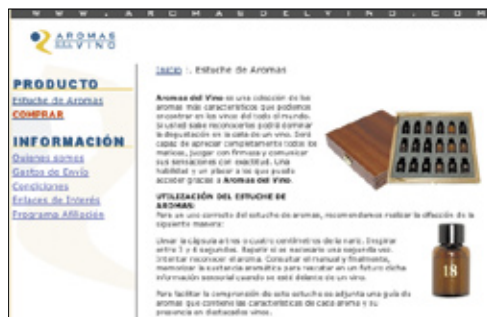 WWW.AROMASDELVINO.COM
AROMAS
DEL
VINO
PRODUCTO
Estuche de Aromas
COMPRAR
INFORMACIÓN
Quienes somos
Gastos de Envío
Condiciones
Enlaces de Interés
Programa Afiliación
Inicio :. Estuche de Aromas
Aromas del Vino es una colección de los
aromas más característicos que podemos
encontrar en los vinos del todo el mundo.
Si usted sabe reconocerlos podrá dominar
la degustación en la cata de un vino. Será
capaz de apreciar completamente todos los
matices, juzgar con firmeza y comunicar
sus sensaciones con exactitud. Una
habilidad y un placer a los que puede
acceder gracias a Aromas del Vino.
UTILIZACIÓN DEL ESTUCHE DE
AROMAS:
Para un uso correcto del estuche de aromas, recomendamos realizar la olfacción de la
siguiente manera:
Llevar la cápsula a tres o cuatro centímetros de la nariz. Inspirar
entre 3 y 4 segundos. Repetir si es necesario una segunda vez.
Intentar reconocer el aroma. Consultar el manual y finalmente,
memorizar la sustancia aromática para rescatar en un futuro dicha
información sensorial cuando se esté delante de un vino.
Para facilitar la comprensión de este estuche se adjunta una guía de
aromas que contiene las características de cada aroma y su
presencia en destacados vinos.
18